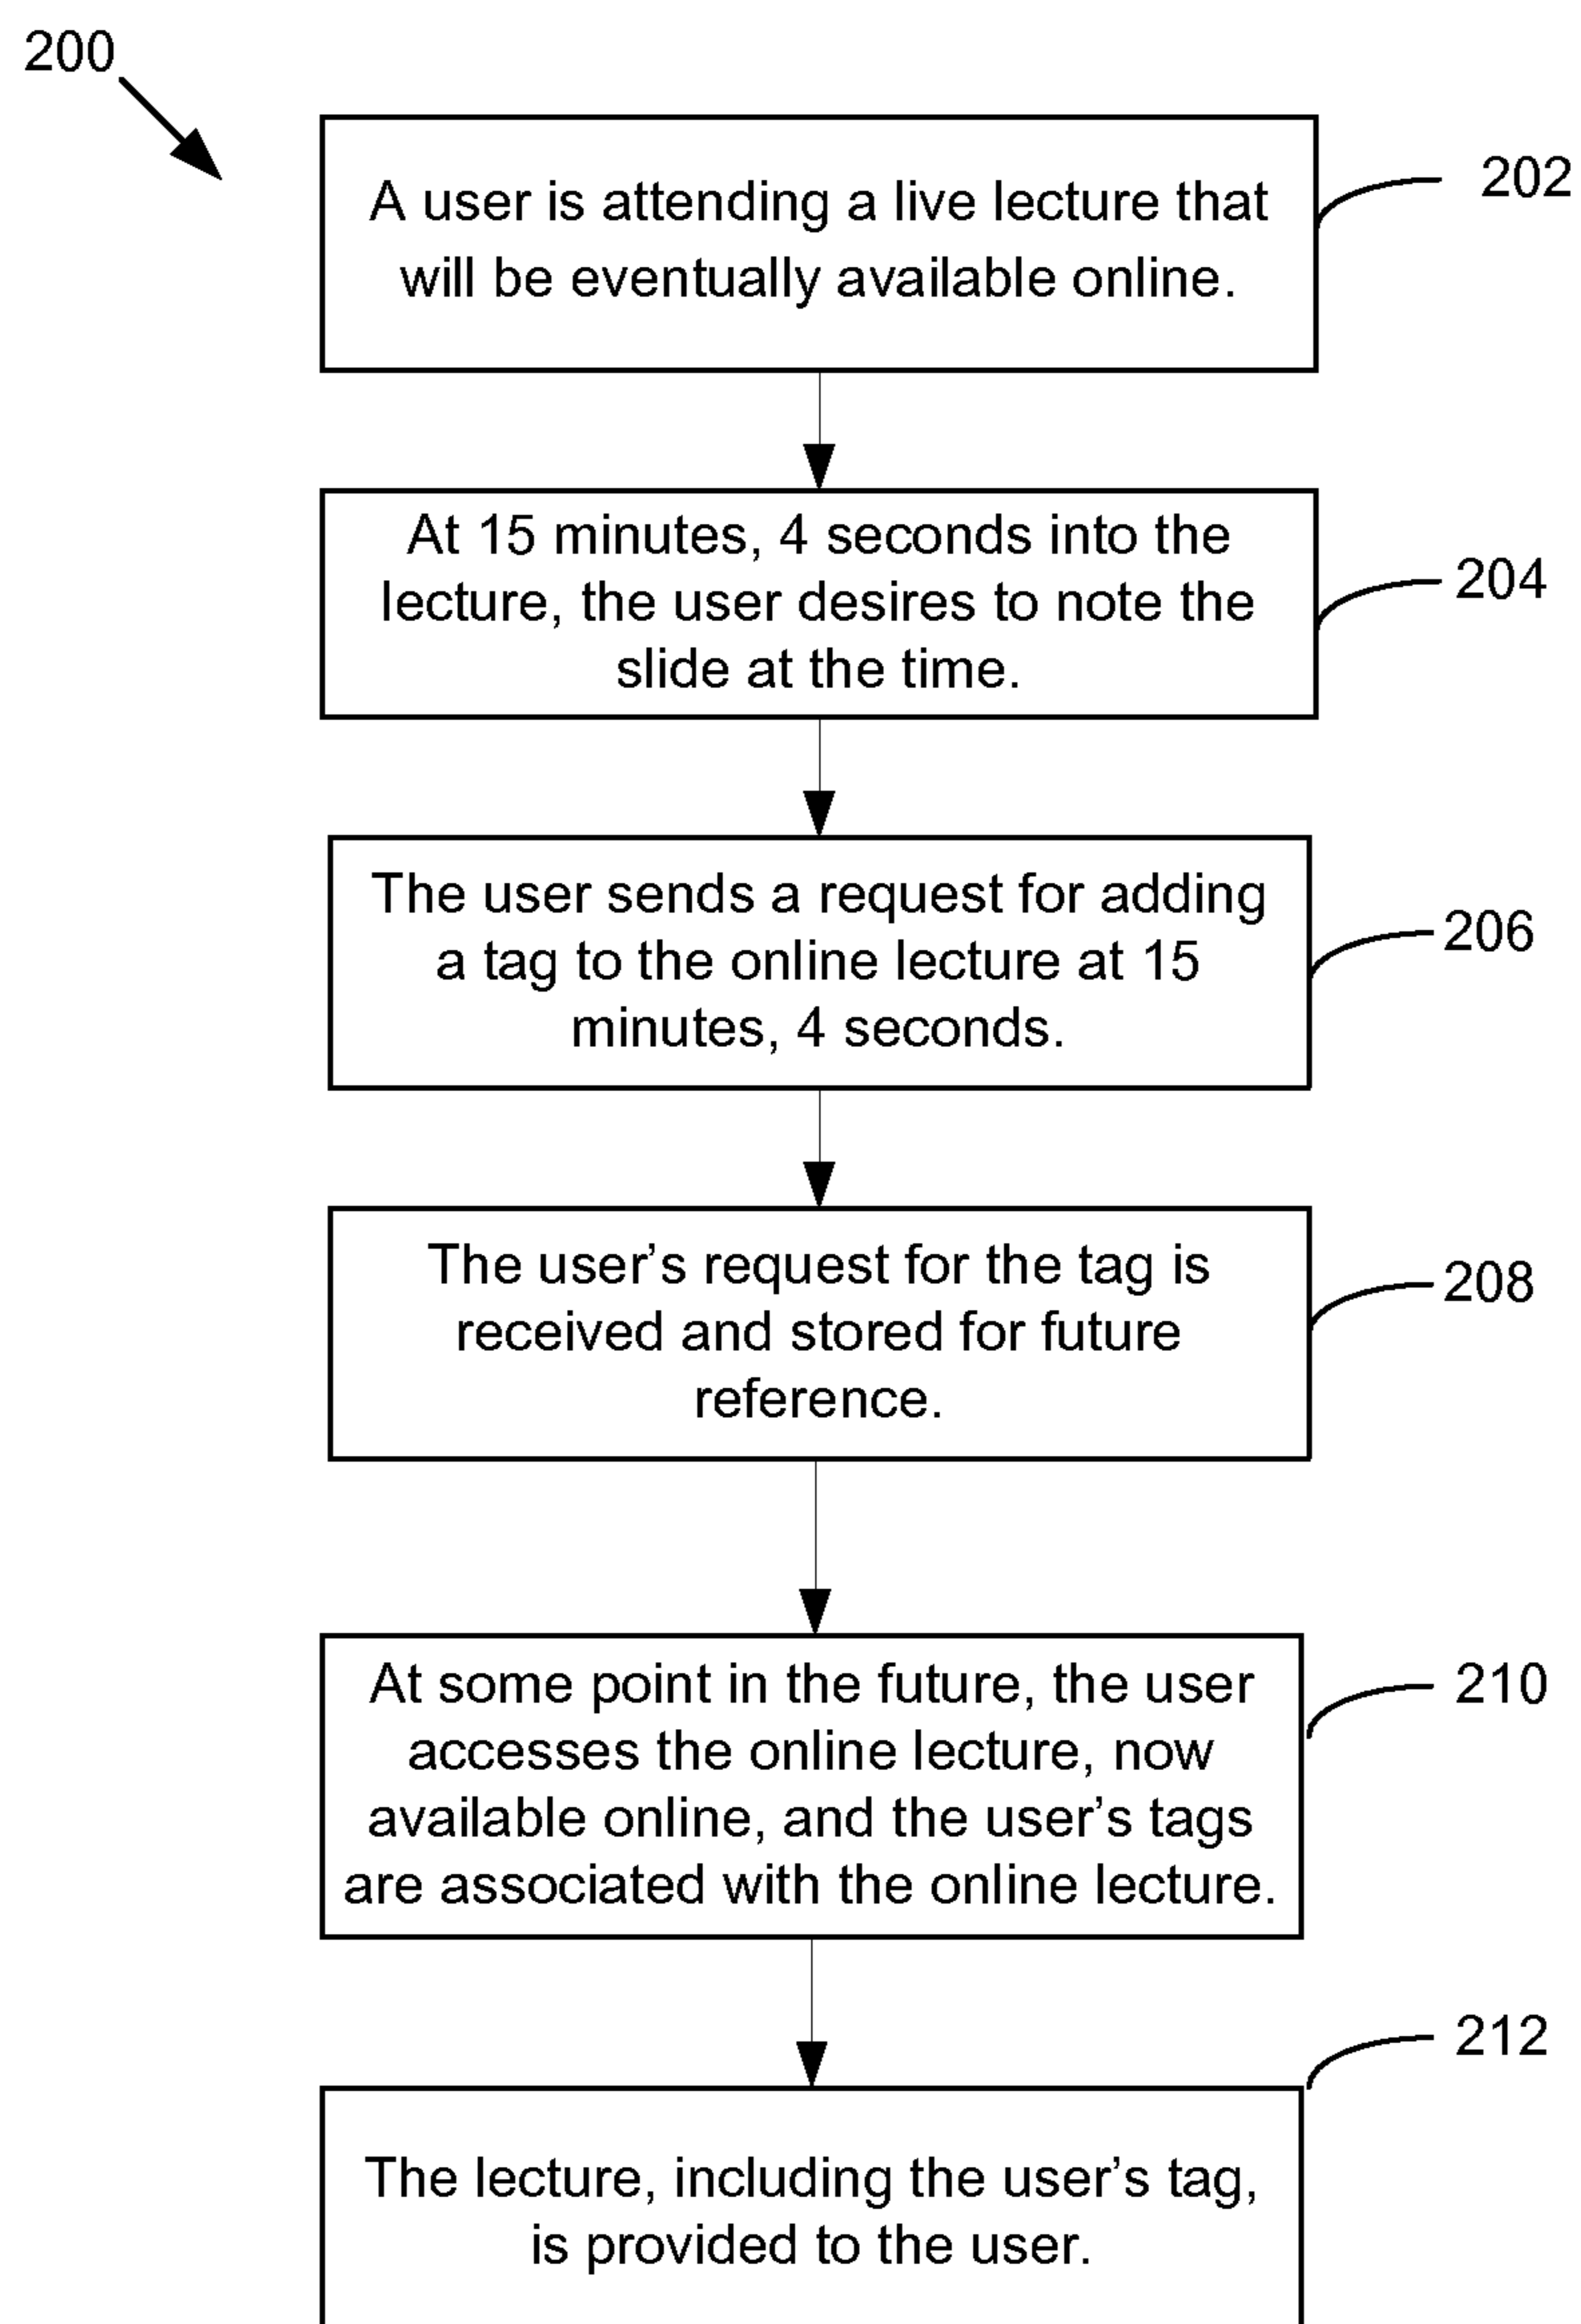 200
A user is attending a live lecture that
will be eventually available online.
202
At 15 minutes, 4 seconds into the
lecture, the user desires to note the
slide at the time.
204
The user sends a request for adding
a tag to the online lecture at 15
minutes, 4 seconds.
206
The user’s request for the tag is
received and stored for future
reference.
208
At some point in the future, the user
accesses the online lecture, now
available online, and the user’s tags
are associated with the online lecture.
210
The lecture, including the user’s tag,
is provided to the user.
212